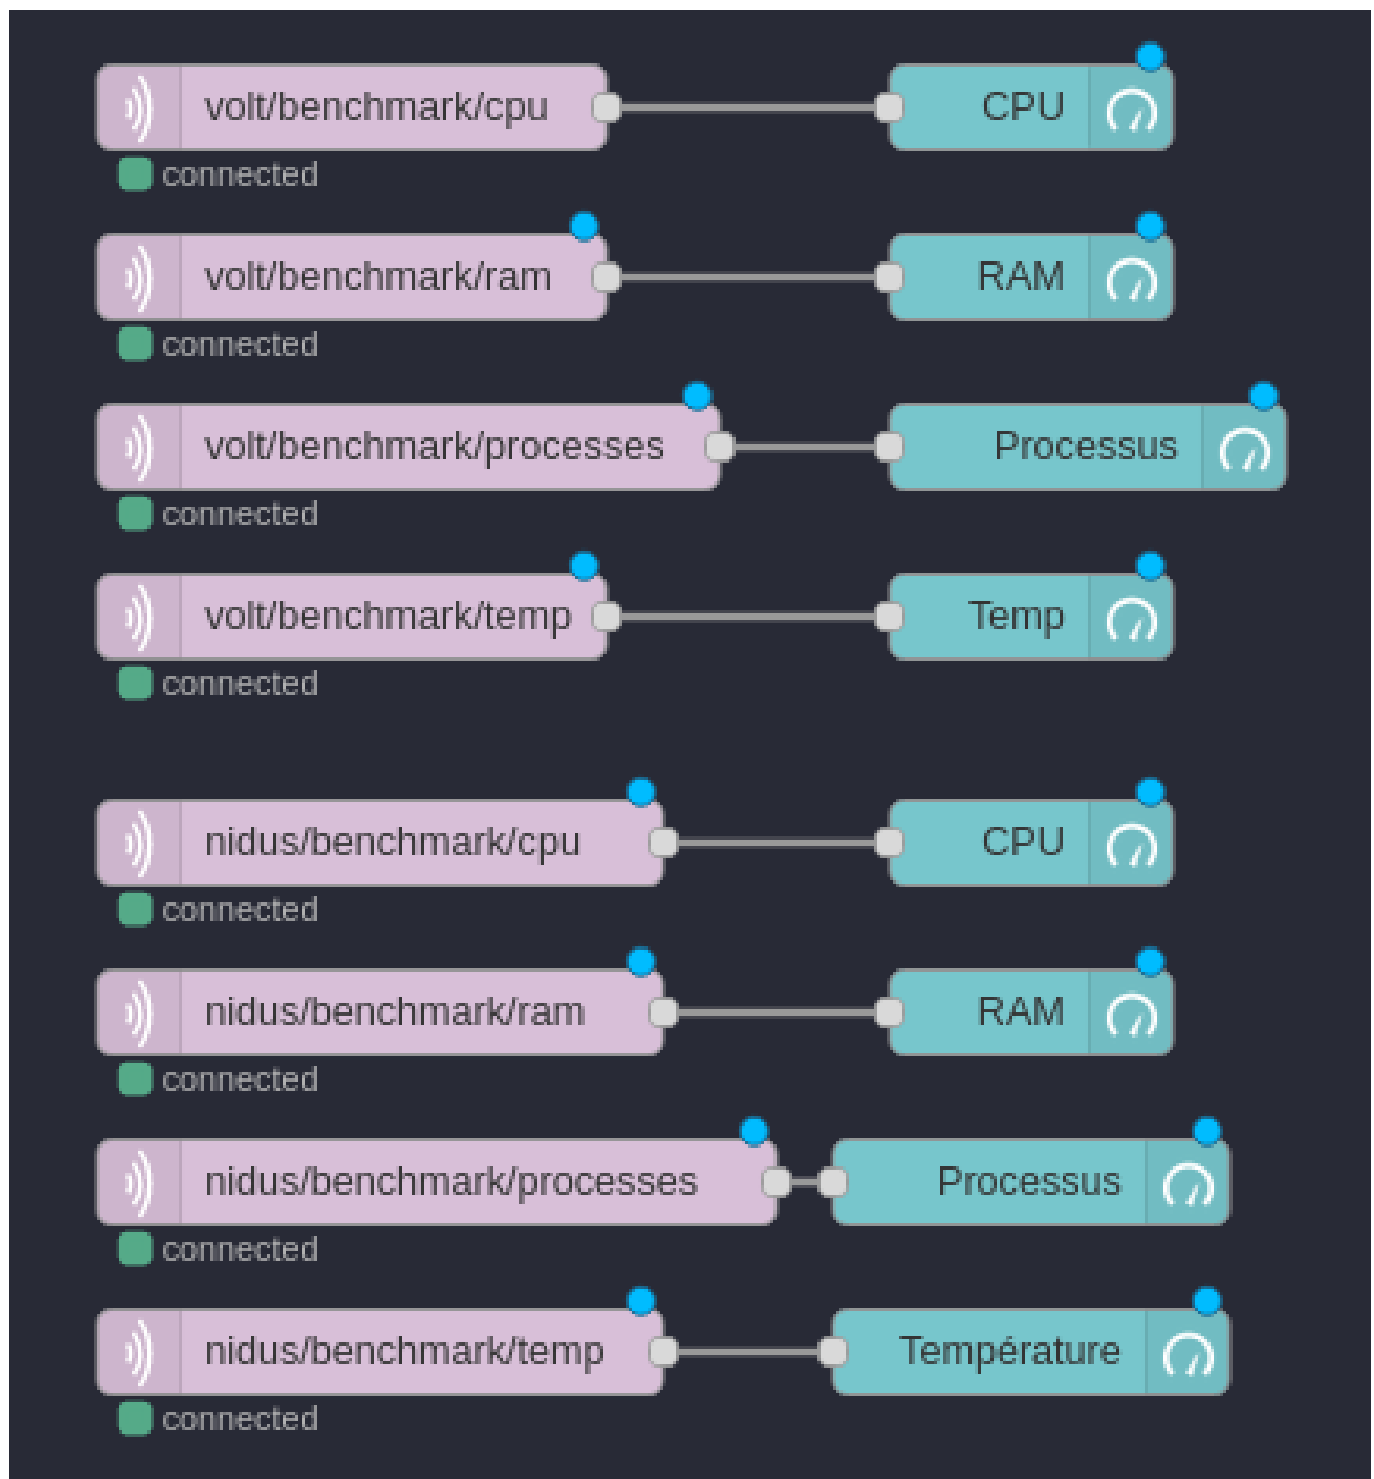 volt/benchmark/cpu
CPU
connected
volt/benchmark/ram
RAM
connected
volt/benchmark/processes
Processus
connected
volt/benchmark/temp
Temp
connected
nidus/benchmark/cpu
CPU
connected
nidus/benchmark/ram
RAM
connected
nidus/benchmark/processes
Processus
connected
nidus/benchmark/temp
Température
connected